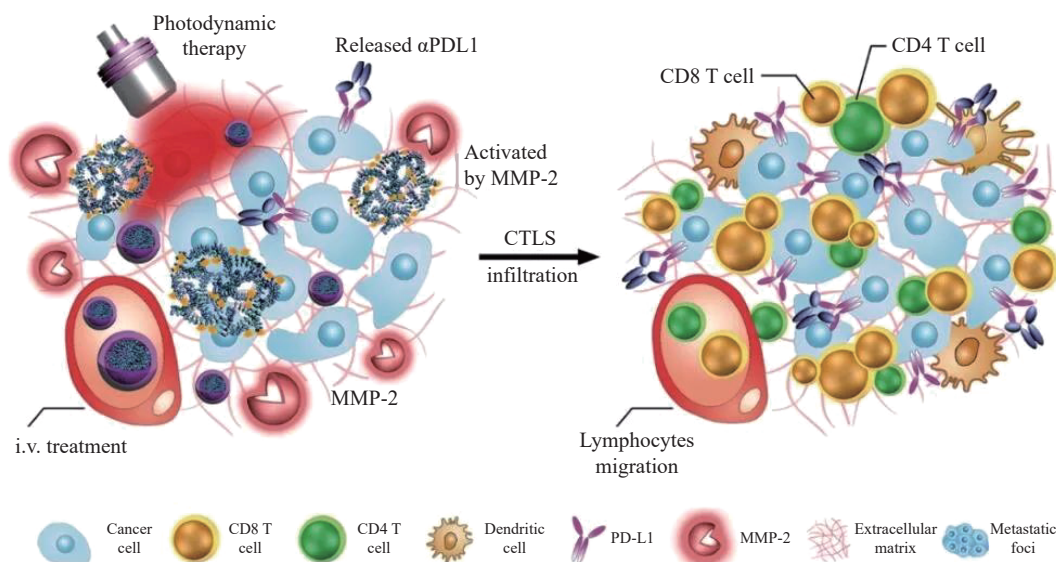 Photodynamic
therapy
Released αPDL1
Activated
by MMP-2
MMP-2
i.v. treatment
CTLS
infiltration
CD8 T cell
CD4 T cell
Lymphocytes
migration
Cancer
cell
CD8 T
cell
CD4 T
cell
Dendritic
cell
PD-L1
MMP-2
Extracellular
matrix
Metastatic
foci